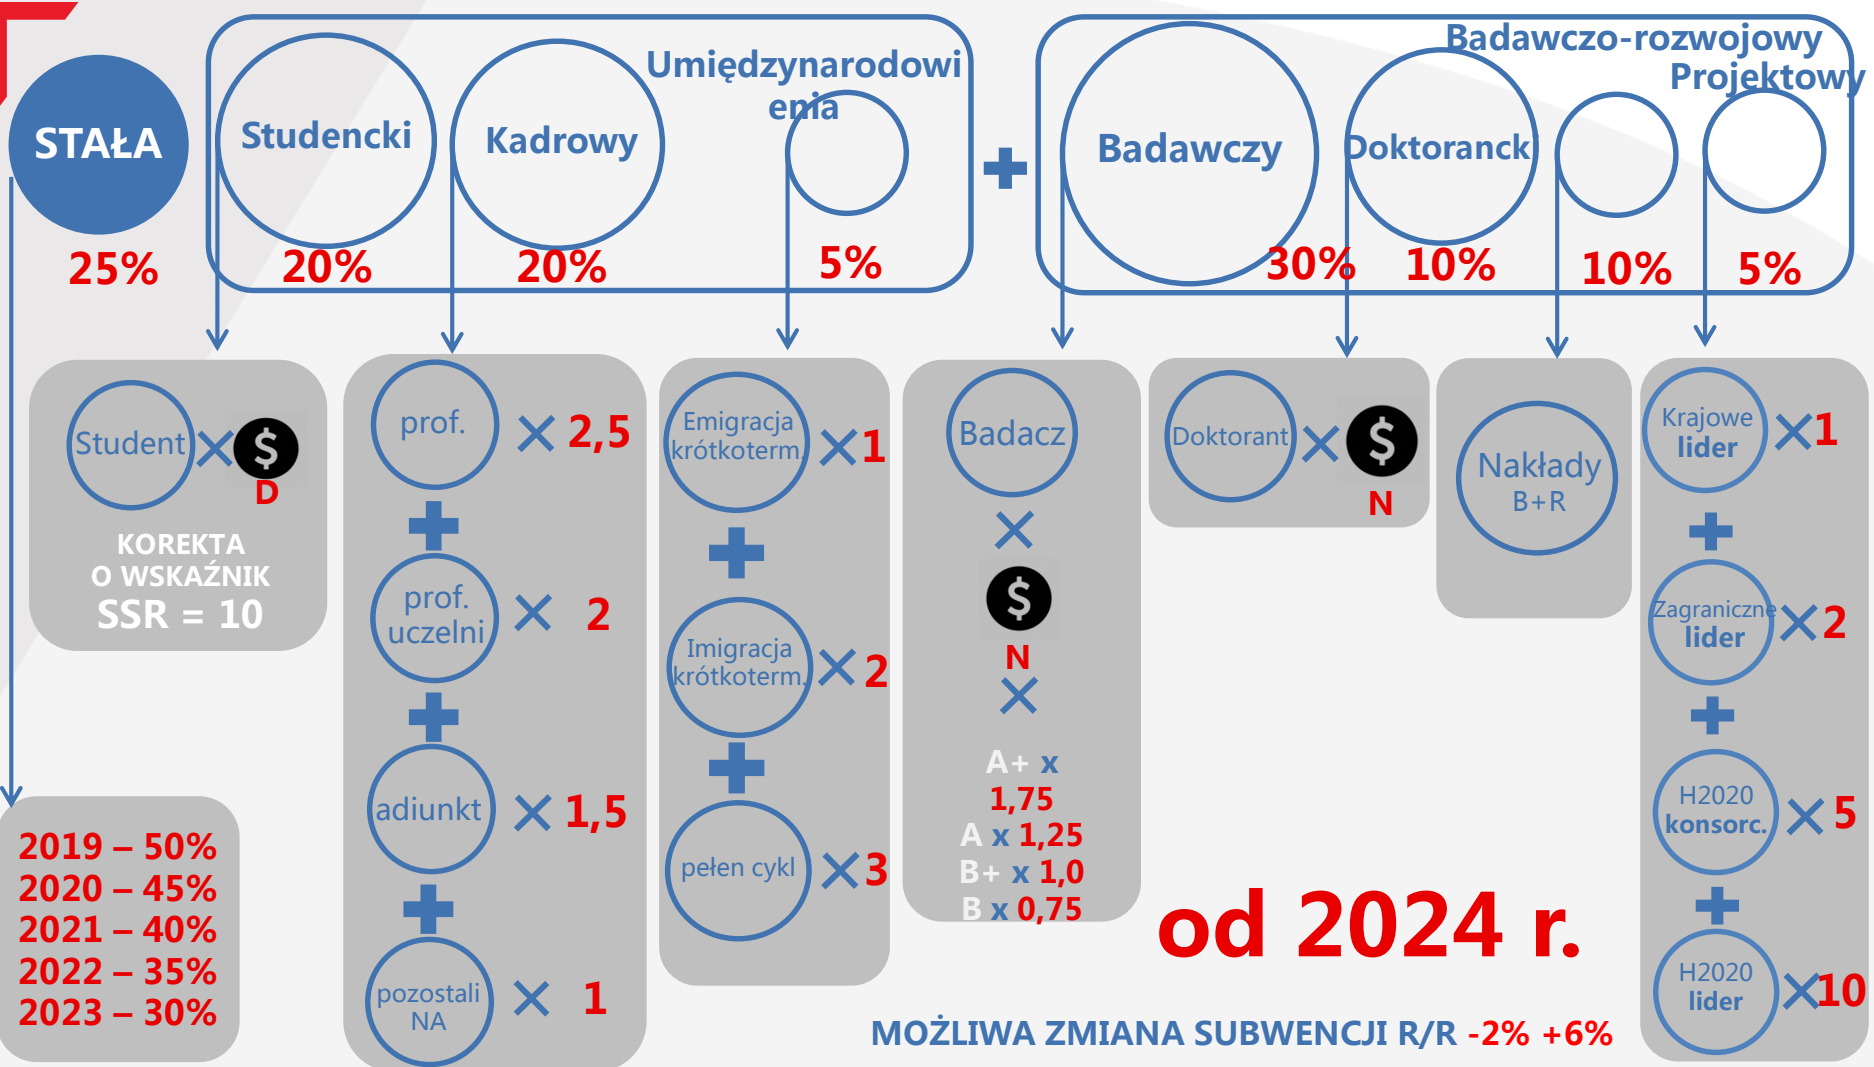 STAŁA
25%
Studencki
20%
Kadrowy
20%
Umiędzynarodowi
enia
5%
Badawczy
30%
Doktoranck
10%
Badawczo-rozwojowy
10%
Projektowy
5%
2019 – 50%
2020 – 45%
2021 – 40%
2022 – 35%
2023 – 30%
Student
$
D
KOREKTA
O WSKAŹNIK
SSR = 10
prof.
2,5
prof.
uczelni
2
adiunkt
1,5
pozostali
NA
1
Emigracja
krótkoterm.
1
Imigracja
krótkoterm.
2
pełen cykl
3
Badacz
$
N
A+ x
1,75
A x 1,25
B+ x 1,0
B x 0,75
Doktorant
$
N
Nakłady
B+R
Krajowe
lider
1
Zagraniczne
lider
2
H2020
konsorc.
5
H2020
lider
10
od 2024 r.
MOŻLIWA ZMIANA SUBWENCJI R/R -2% +6%